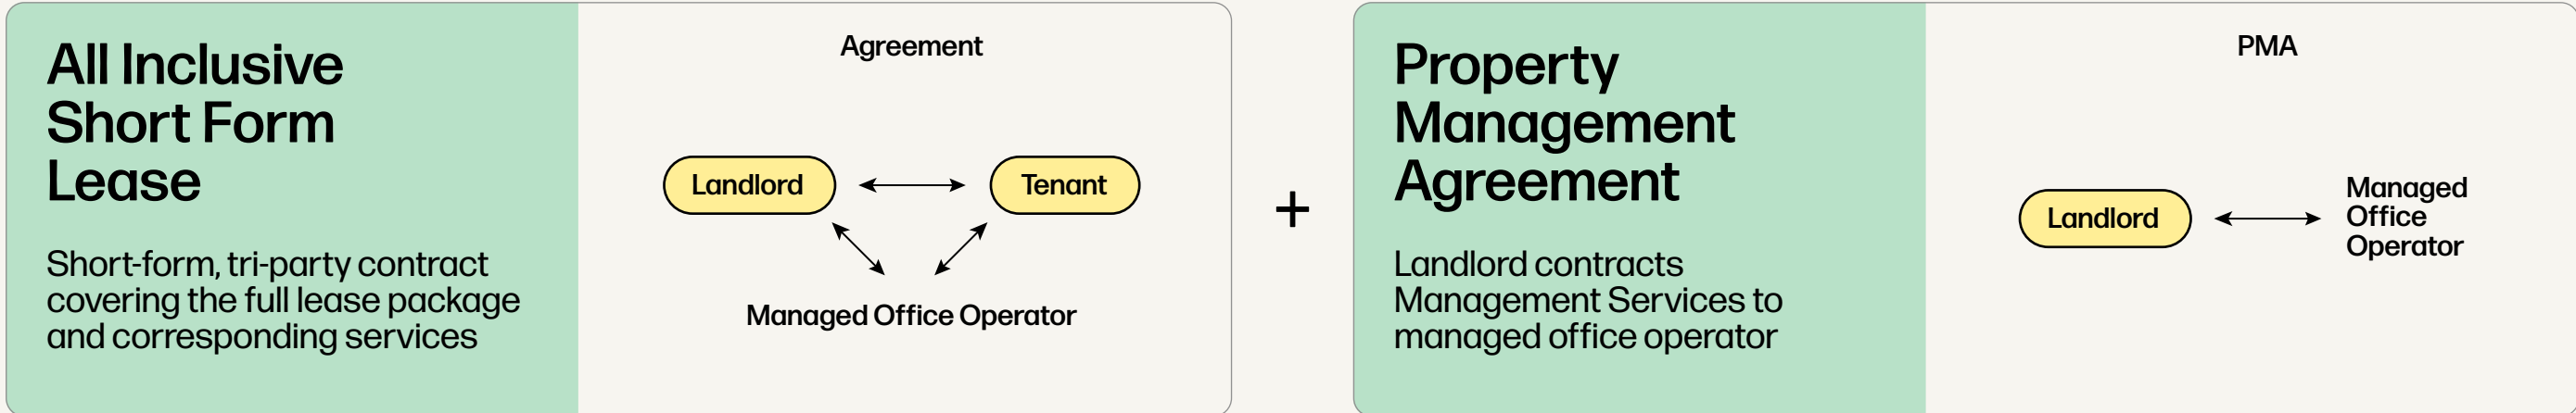 All Inclusive
Short Form
Lease
Short-form, tri-party contract
covering the full lease package
and corresponding services
Agreement
Landlord
Tenant
Managed Office Operator
+
Property
Management
Agreement
Landlord contracts
Management Services to
managed office operator
PMA
Landlord
Managed
Office
Operator